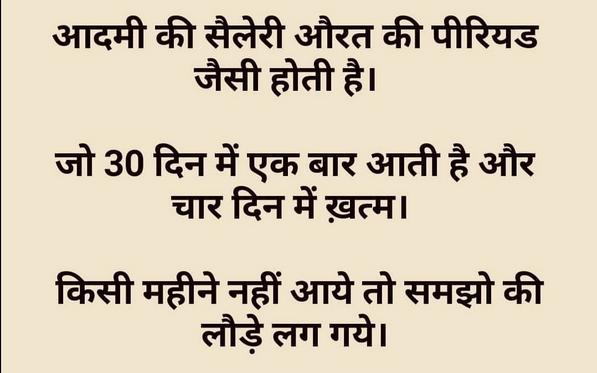 आदमी की सैलेरी औरत की पीरियड
जैसी होती है।
जो 30 दिन में एक बार आती है और
चार दिन में ख़त्म।
किसी महीने नहीं आये तो समझो की
लौड़े लग गये।